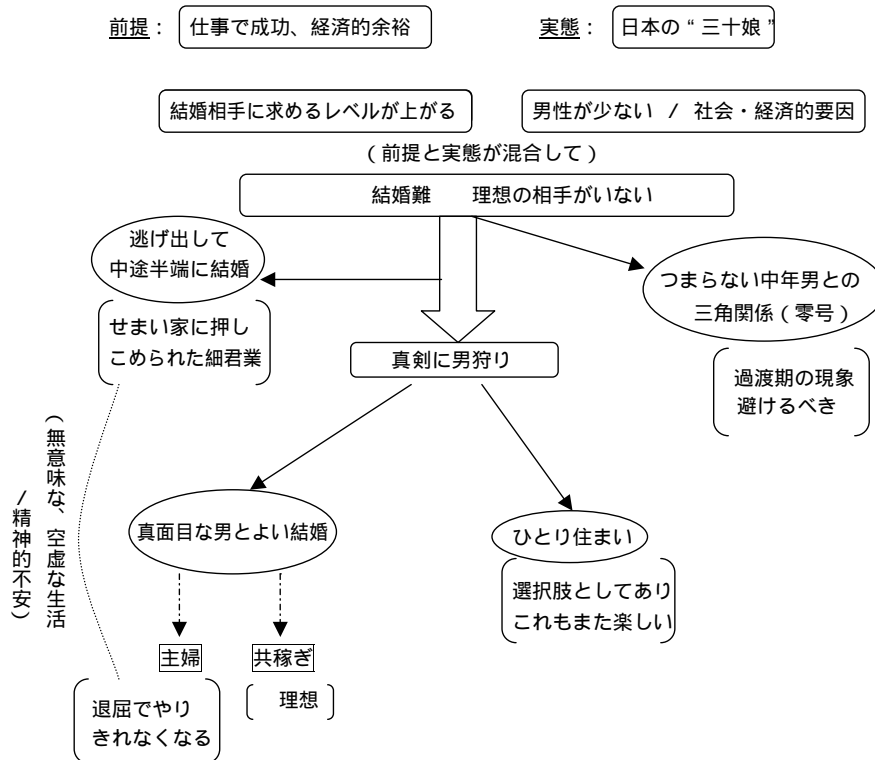 前提： 仕事で成功、経済的余裕 実態： 日本の“三十娘”
結婚相手に求めるレベルが上がる 男性が少ない / 社会・経済的要因
（前提と実態が混合して）
結婚難 理想の相手がいない
逃げ出して
中途半端に結婚
つまらない中年男との
三角関係（零号）
せまい家に押し
こめられた細君業
真剣に男狩り
過渡期の現象
避けるべき
（無意味な、空虚な生活
/精神的不安）
真面目な男とよい結婚
ひとり住まい
選択肢としてあり
これもまた楽しい
主婦 共稼ぎ
理想
退屈でやり
きれなくなる